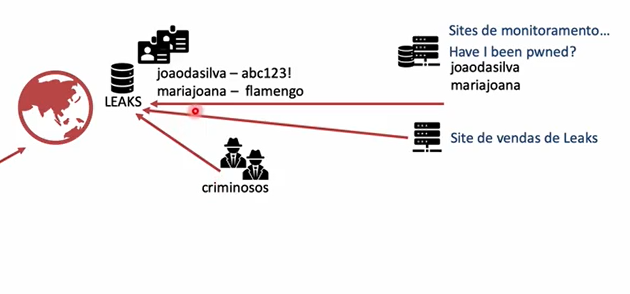 Sites de monitoramento...
Have I been pwned?
joaodasilva
mariajoana
joaodasilva – abc123!
mariajoana – flamengo
LEAKS
Site de vendas de Leaks
criminosos